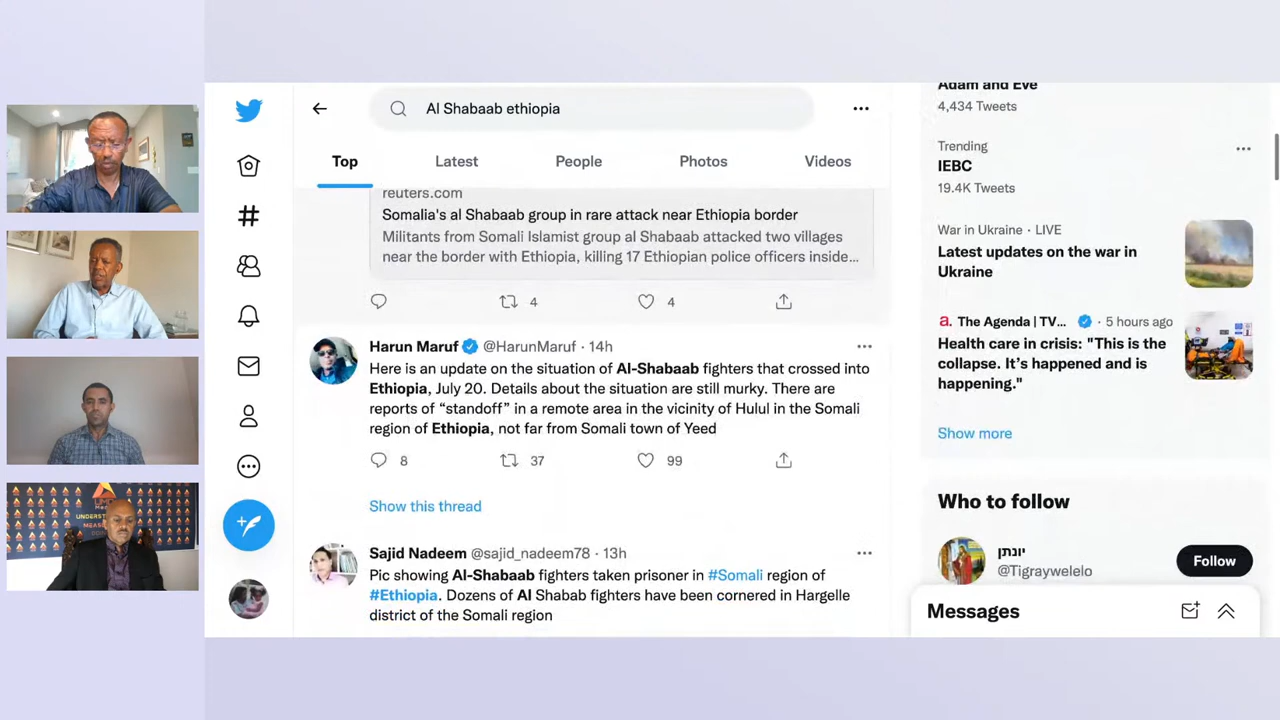 Al Shabaab ethiopia
Top
Latest
People
Photos
Videos
reuters.com
Somalia's al Shabaab group in rare attack near Ethiopia border
Militants from Somali Islamist group al Shabaab attacked two villages
near the border with Ethiopia, killing 17 Ethiopian police officers inside...
4
4
Harun Maruf @HarunMaruf · 14h
Here is an update on the situation of Al-Shabaab fighters that crossed into
Ethiopia, July 20. Details about the situation are still murky. There are
reports of “standoff” in a remote area in the vicinity of Hulul in the Somali
region of Ethiopia, not far from Somali town of Yeed
8
37
99
Show this thread
Sajid Nadeem @sajid_nadeem78 · 13h
Pic showing Al-Shabaab fighters taken prisoner in #Somali region of
#Ethiopia. Dozens of Al Shabab fighters have been cornered in Hargelle
district of the Somali region
Adam and Eve
4,434 Tweets
Trending
IEBC
19.4K Tweets
War in Ukraine · LIVE
Latest updates on the war in
Ukraine
a. The Agenda | TV... · 5 hours ago
Health care in crisis: "This is the
collapse. It’s happened and is
happening."
Show more
Who to follow
יונתן
@Tigraywelelo
Follow
Messages